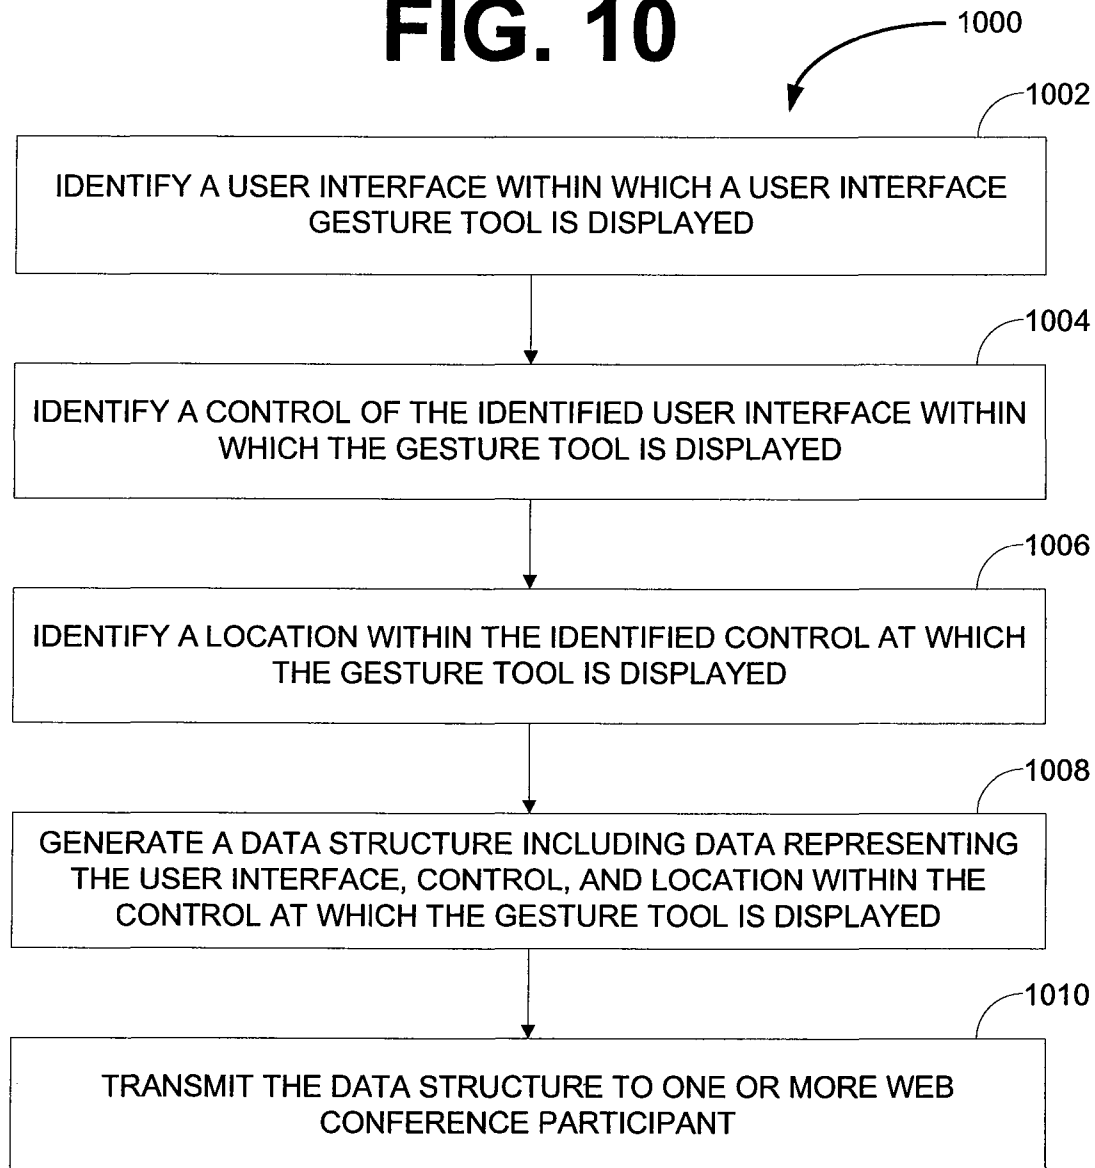 FIG. 10
1000
1002
IDENTIFY A USER INTERFACE WITHIN WHICH A USER INTERFACE
GESTURE TOOL IS DISPLAYED
1004
IDENTIFY A CONTROL OF THE IDENTIFIED USER INTERFACE WITHIN
WHICH THE GESTURE TOOL IS DISPLAYED
1006
IDENTIFY A LOCATION WITHIN THE IDENTIFIED CONTROL AT WHICH
THE GESTURE TOOL IS DISPLAYED
1008
GENERATE A DATA STRUCTURE INCLUDING DATA REPRESENTING
THE USER INTERFACE, CONTROL, AND LOCATION WITHIN THE
CONTROL AT WHICH THE GESTURE TOOL IS DISPLAYED
1010
TRANSMIT THE DATA STRUCTURE TO ONE OR MORE WEB
CONFERENCE PARTICIPANT